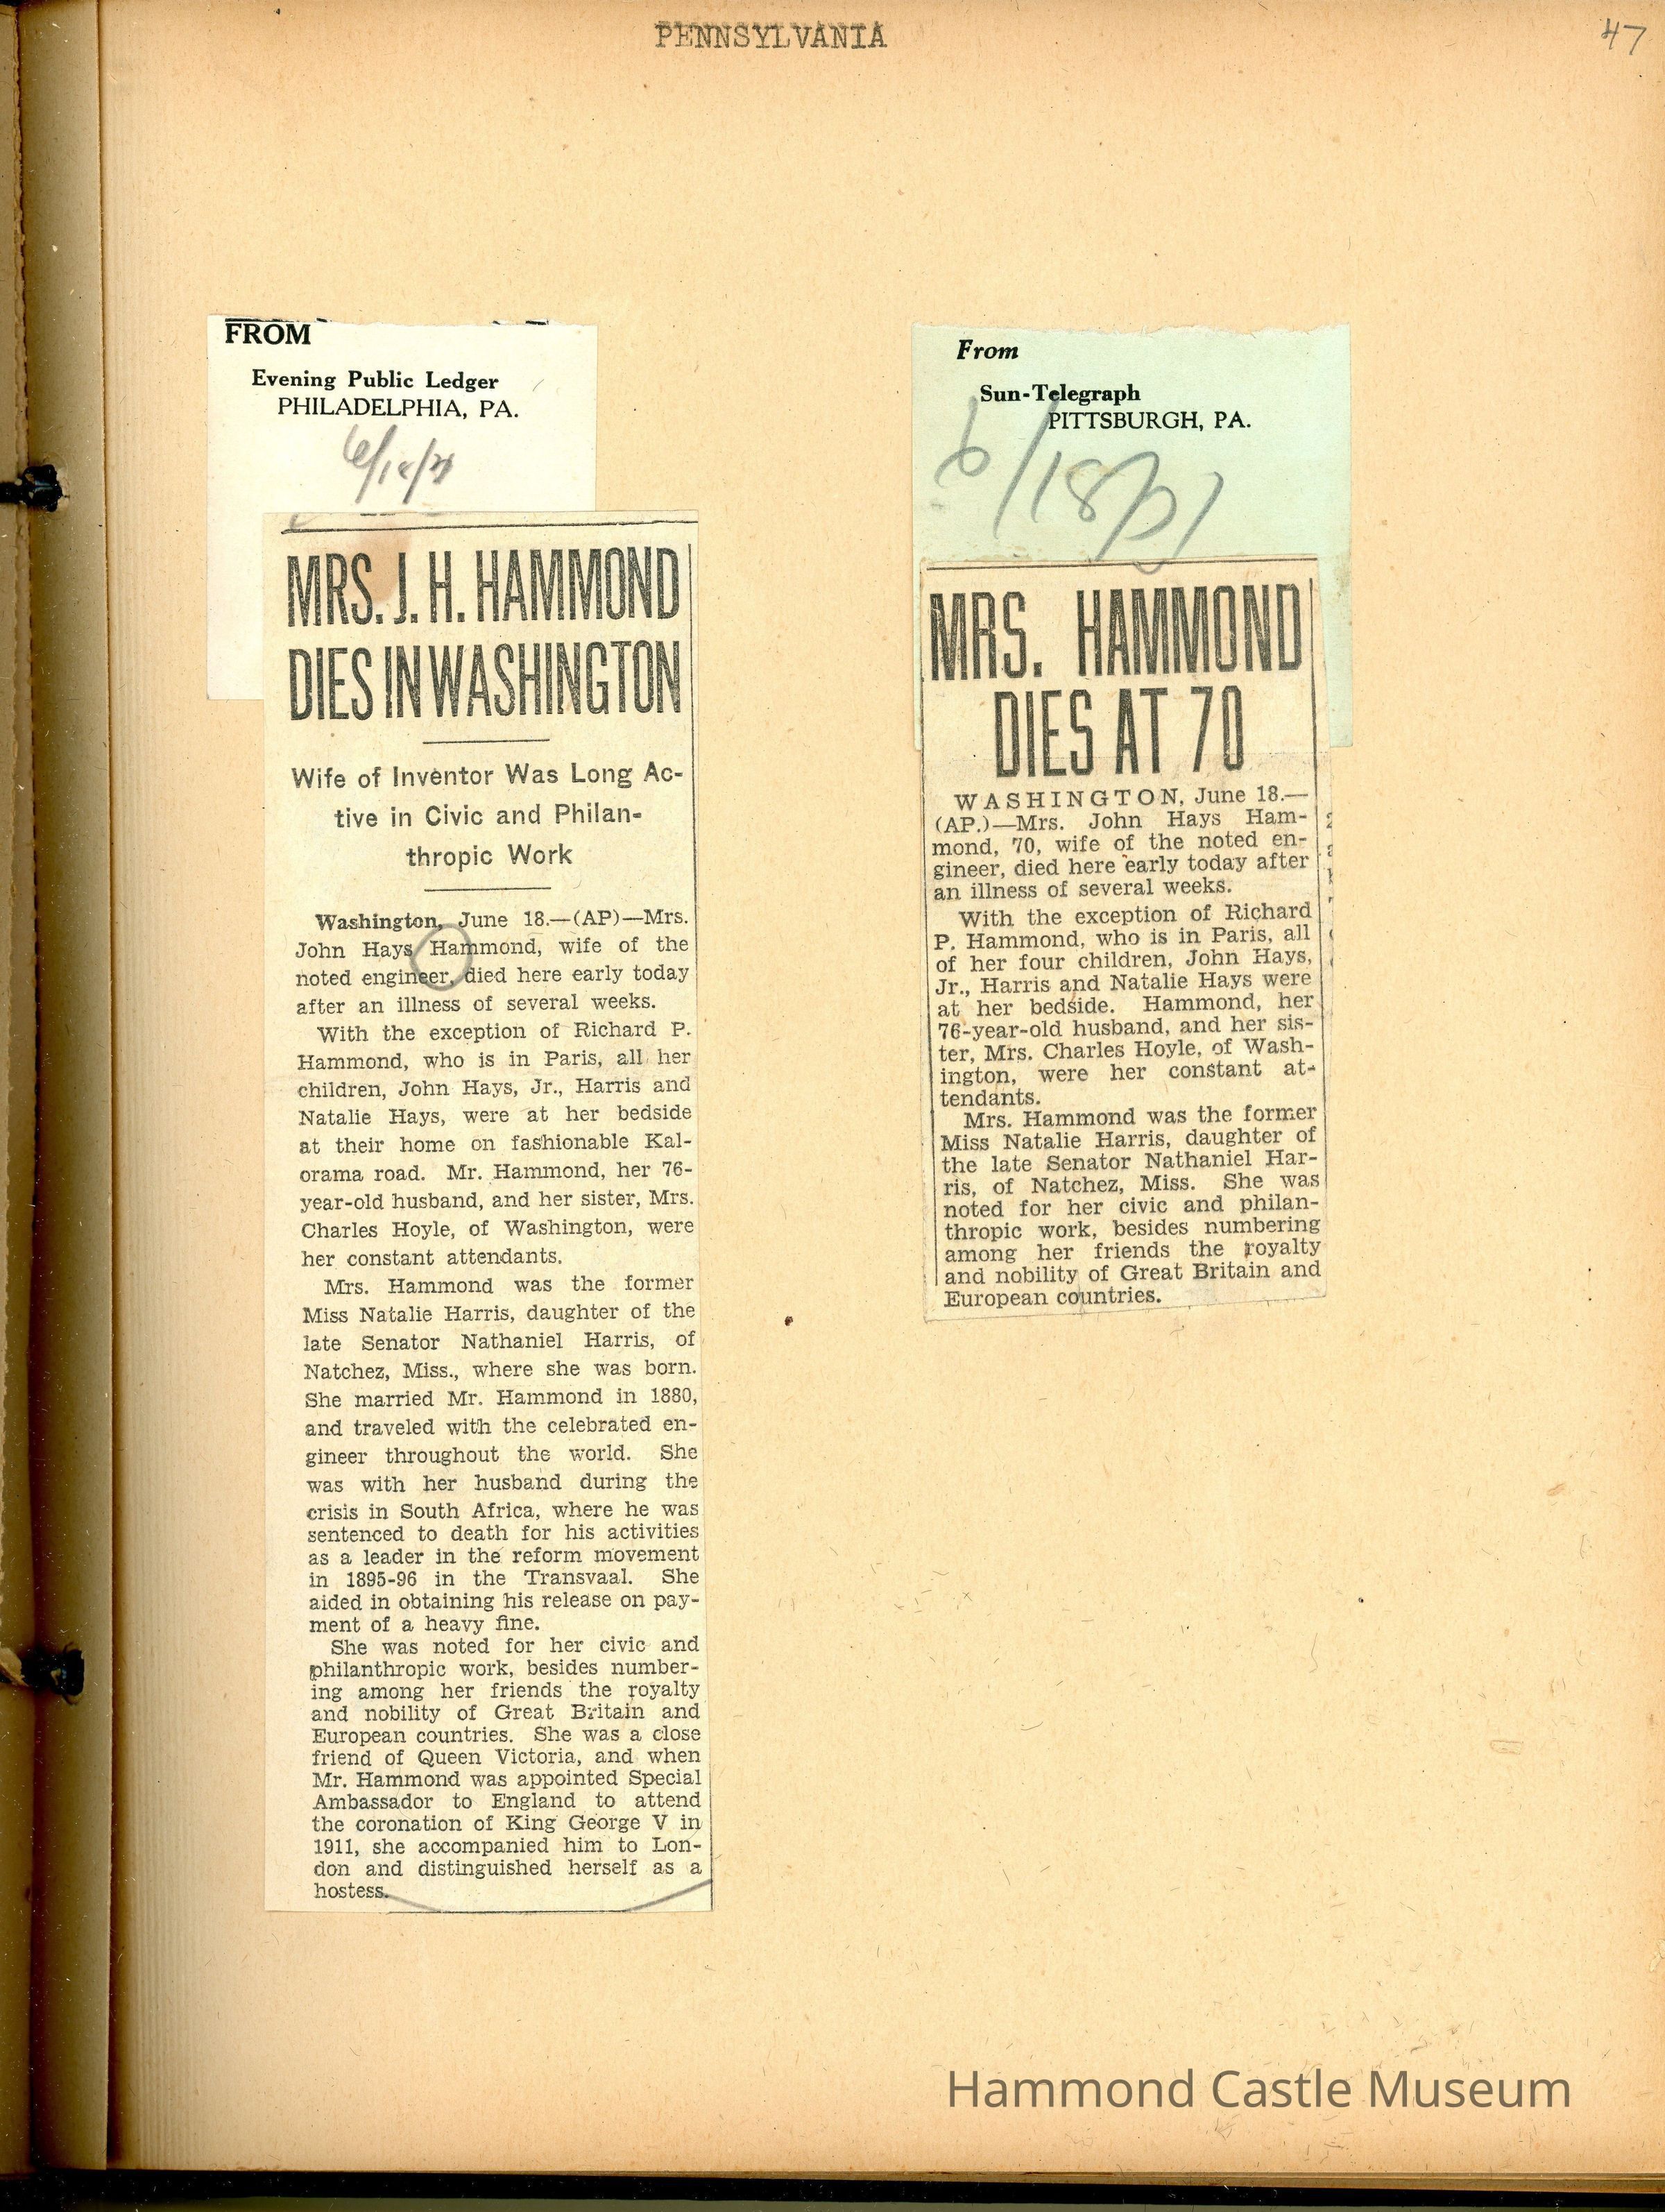 PENNSYLVANIA
47
FROM
Evening Public Ledger
PHILADELPHIA, PA.
MRS. J. H. HAMMOND
DIES IN WASHINGTON
Wife of Inventor Was Long Ac-
tive in Civic and Philan-
thropic Work
Washington, June 18.—(AP)—Mrs.
John Hays Hammond, wife of the
noted engineer, died here early today
after an illness of several weeks.
With the exception of Richard P.
Hammond, who is in Paris, all her
children, John Hays, Jr., Harris and
Natalie Hays, were at her bedside
at their home on fashionable Kal-
orama road. Mr. Hammond, her 76-
year-old husband, and her sister, Mrs.
Charles Hoyle, of Washington, were
her constant attendants.
Mrs. Hammond was the former
Miss Natalie Harris, daughter of the
late Senator Nathaniel Harris, of
Natchez, Miss., where she was born.
She married Mr. Hammond in 1880,
and traveled with the celebrated en-
gineer throughout the world. She
was with her husband during the
crisis in South Africa, where he was
sentenced to death for his activities
as a leader in the reform movement
in 1895-96 in the Transvaal. She
aided in obtaining his release on pay-
ment of a heavy fine.
She was noted for her civic and
philanthropic work, besides number-
ing among her friends the royalty
and nobility of Great Britain and
European countries. She was a close
friend of Queen Victoria, and when
Mr. Hammond was appointed Special
Ambassador to England to attend
the coronation of King George V in
1911, she accompanied him to Lon-
don and distinguished herself as a
hostess.
From
Sun-Telegraph
PITTSBURGH, PA.
6/18/31
MRS. HAMMOND
DIES AT 70
WASHINGTON, June 18.—
(AP.)—Mrs. John Hays Ham-
mond, 70, wife of the noted en-
gineer, died here early today after
an illness of several weeks.
With the exception of Richard
P. Hammond, who is in Paris, all
of her four children, John Hays,
Jr., Harris and Natalie Hays were
at her bedside. Hammond, her
76-year-old husband, and her sis-
ter, Mrs. Charles Hoyle, of Wash-
ington, were her constant at-
tendants.
Mrs. Hammond was the former
Miss Natalie Harris, daughter of
the late Senator Nathaniel Har-
ris, of Natchez, Miss. She was
noted for her civic and philan-
thropic work, besides numbering
among her friends the royalty
and nobility of Great Britain and
European countries.
Hammond Castle Museum